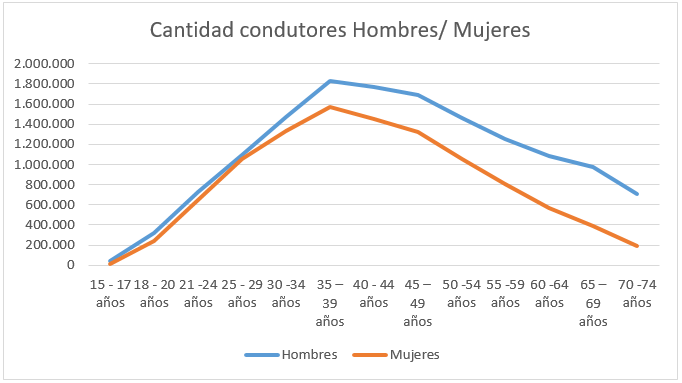 Cantidad condutores Hombres/ Mujeres
2.000.000
1.800.000
1.600.000
1.400.000
1.200.000
1.000.000
800.000
600.000
400.000
200.000
0
15 - 17 años
18 - 20 años
21 -24 años
25 - 29 años
30 -34 años
35 – 39 años
40 - 44 años
45 – 49 años
50 -54 años
55 -59 años
60 -64 años
65 – 69 años
70 -74 años
Hombres
Mujeres